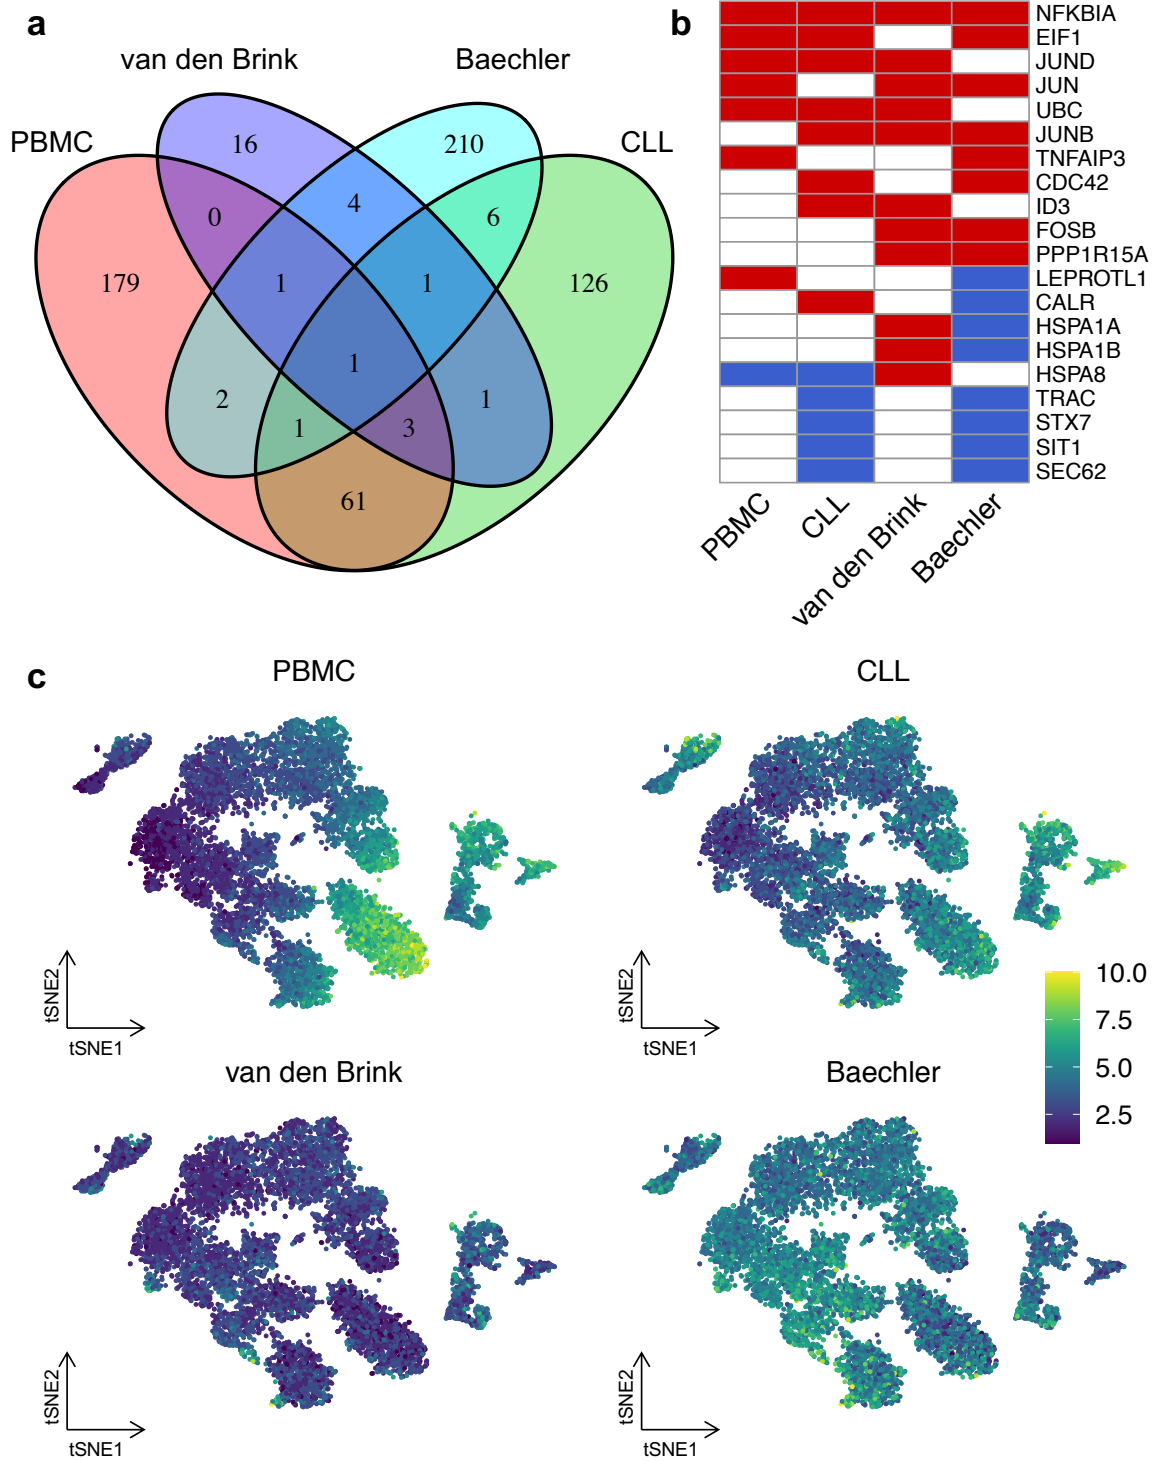 a
van den Brink
Baechler
PBMC
CLL
16
210
0
4
6
179
1
1
126
1
2
1
3
1
61
b
NFKBIA
EIF1
JUND
JUN
UBC
JUNB
TNFAIP3
CDC42
ID3
FOSB
PPP1R15A
LEPROTL1
CALR
HSPA1A
HSPA1B
HSPA8
TRAC
STX7
SIT1
SEC62
PBMC
CLL
van den Brink
Baechler
c
PBMC
CLL
tSNE2
tSNE1
tSNE2
tSNE1
10.0
7.5
5.0
2.5
van den Brink
Baechler
tSNE2
tSNE1
tSNE2
tSNE1